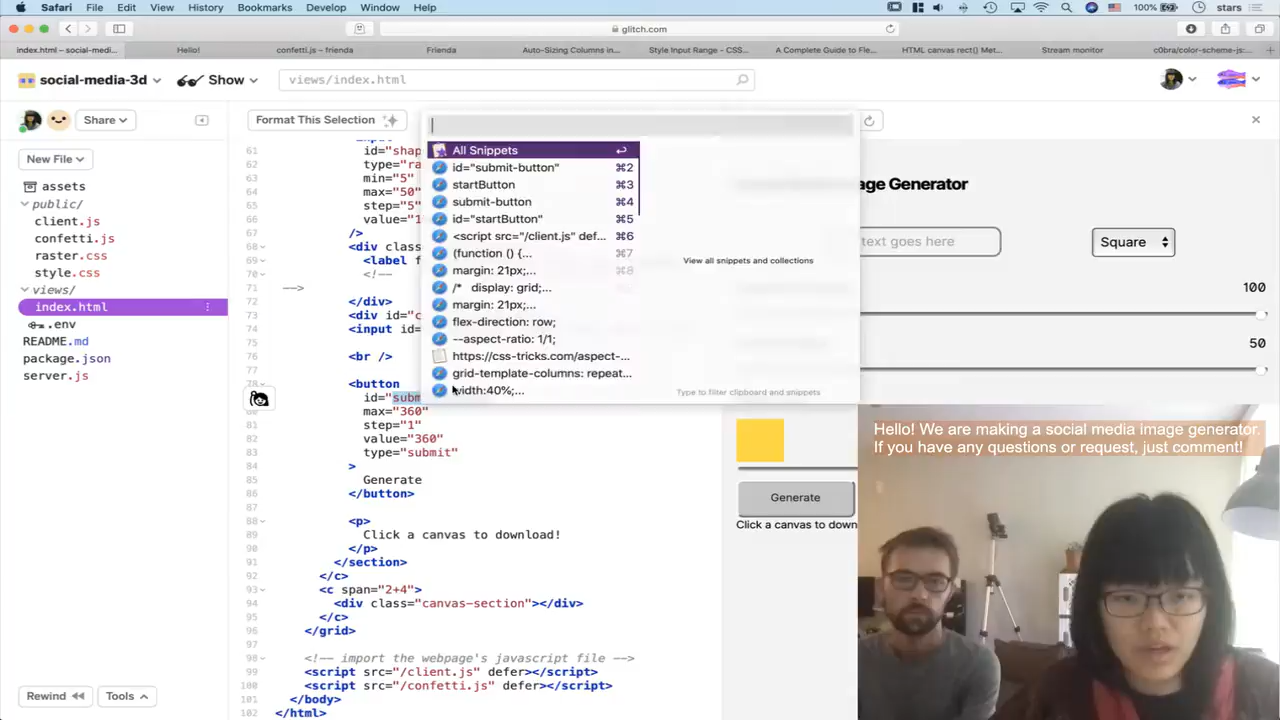 Safari File Edit View History Bookmarks Develop Window Help 100% stars
glitch.com
index.html – social-medi... Hello! confetti.js – frienda Frienda Auto-Sizing Columns in... Style Input Range – CSS... A Complete Guide to Fle... HTML canvas rect() Met... Stream monitor c0bra/color-scheme-js:...
social-media-3d Show views/index.html
Share Format This Selection
New File
assets
public/
client.js
confetti.js
raster.css
style.css
views/
index.html
.env
README.md
package.json
server.js
Rewind Tools
61
62 id="shap
63 type="ra
64 min="5"
65 max="50"
66 step="5"
67 value="1
/>
68 <div class
69 <label f
70 <!--
71 -->
72 </div>
73 <div id="c
74 <input id=
75
76 <br />
77
78 <button
id="subm
80 max="360"
81 step="1"
82 value="360"
83 type="submit"
84 >
85 Generate
86 </button>
87
88 <p>
89 Click a canvas to download!
90 </p>
91 </section>
92 </c>
93 <c span="2+4">
94 <div class="canvas-section"></div>
95 </c>
96 </grid>
97
98 <!-- import the webpage's javascript file -->
99 <script src="/client.js" defer></script>
100 <script src="/confetti.js" defer></script>
101 </body>
102 </html>
All Snippets
id="submit-button" ⌘2
startButton ⌘3
submit-button ⌘4
id="startButton" ⌘5
<script src="/client.js" def... ⌘6
(function () {... ⌘7
margin: 21px;... ⌘8
/* display: grid;...
margin: 21px;...
flex-direction: row;
--aspect-ratio: 1/1;
https://css-tricks.com/aspect-...
grid-template-columns: repeat...
width:40%;...
View all snippets and collections
Type to filter clipboard and snippets
age Generator
text goes here Square
100
50
Generate
Click a canvas to down
Hello! We are making a social media image generator.
If you have any questions or request, just comment!